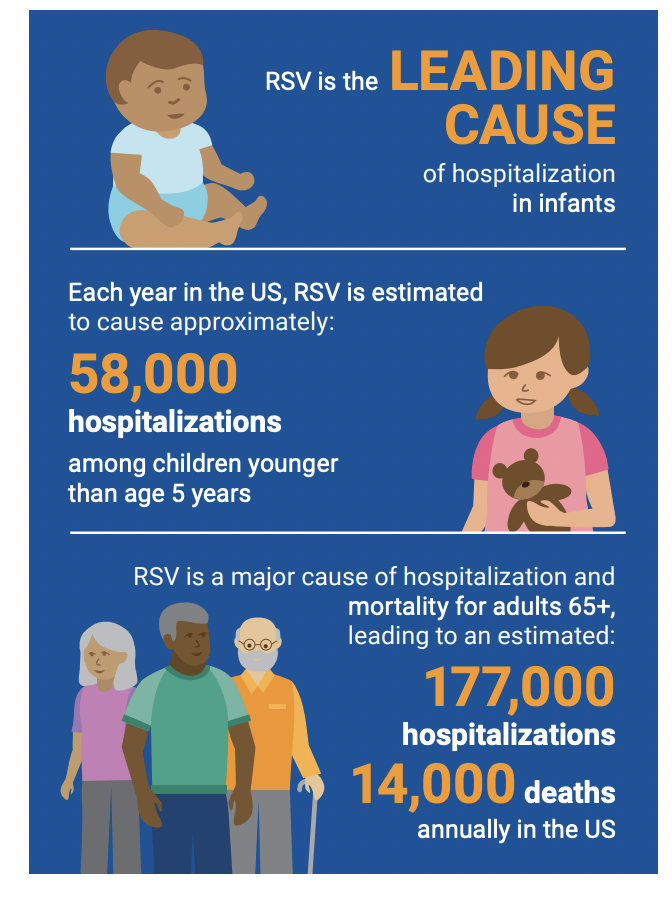 RSV is the LEADING
CAUSE
of hospitalization
in infants
Each year in the US, RSV is estimated
to cause approximately:
58,000
hospitalizations
among children younger
than age 5 years
RSV is a major cause of hospitalization and
mortality for adults 65+,
leading to an estimated:
177,000
hospitalizations
14,000 deaths
annually in the US